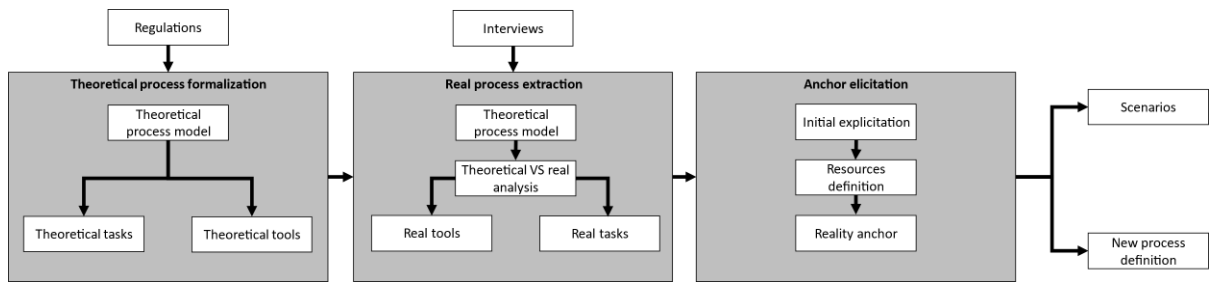 Regulations
Interviews
Theoretical process formalization
Theoretical
process model
Theoretical tasks
Theoretical tools
Real process extraction
Theoretical
process model
Theoretical VS real
analysis
Real tools
Real tasks
Anchor elicitation
Initial explicitation
Resources
definition
Reality anchor
Scenarios
New process
definition